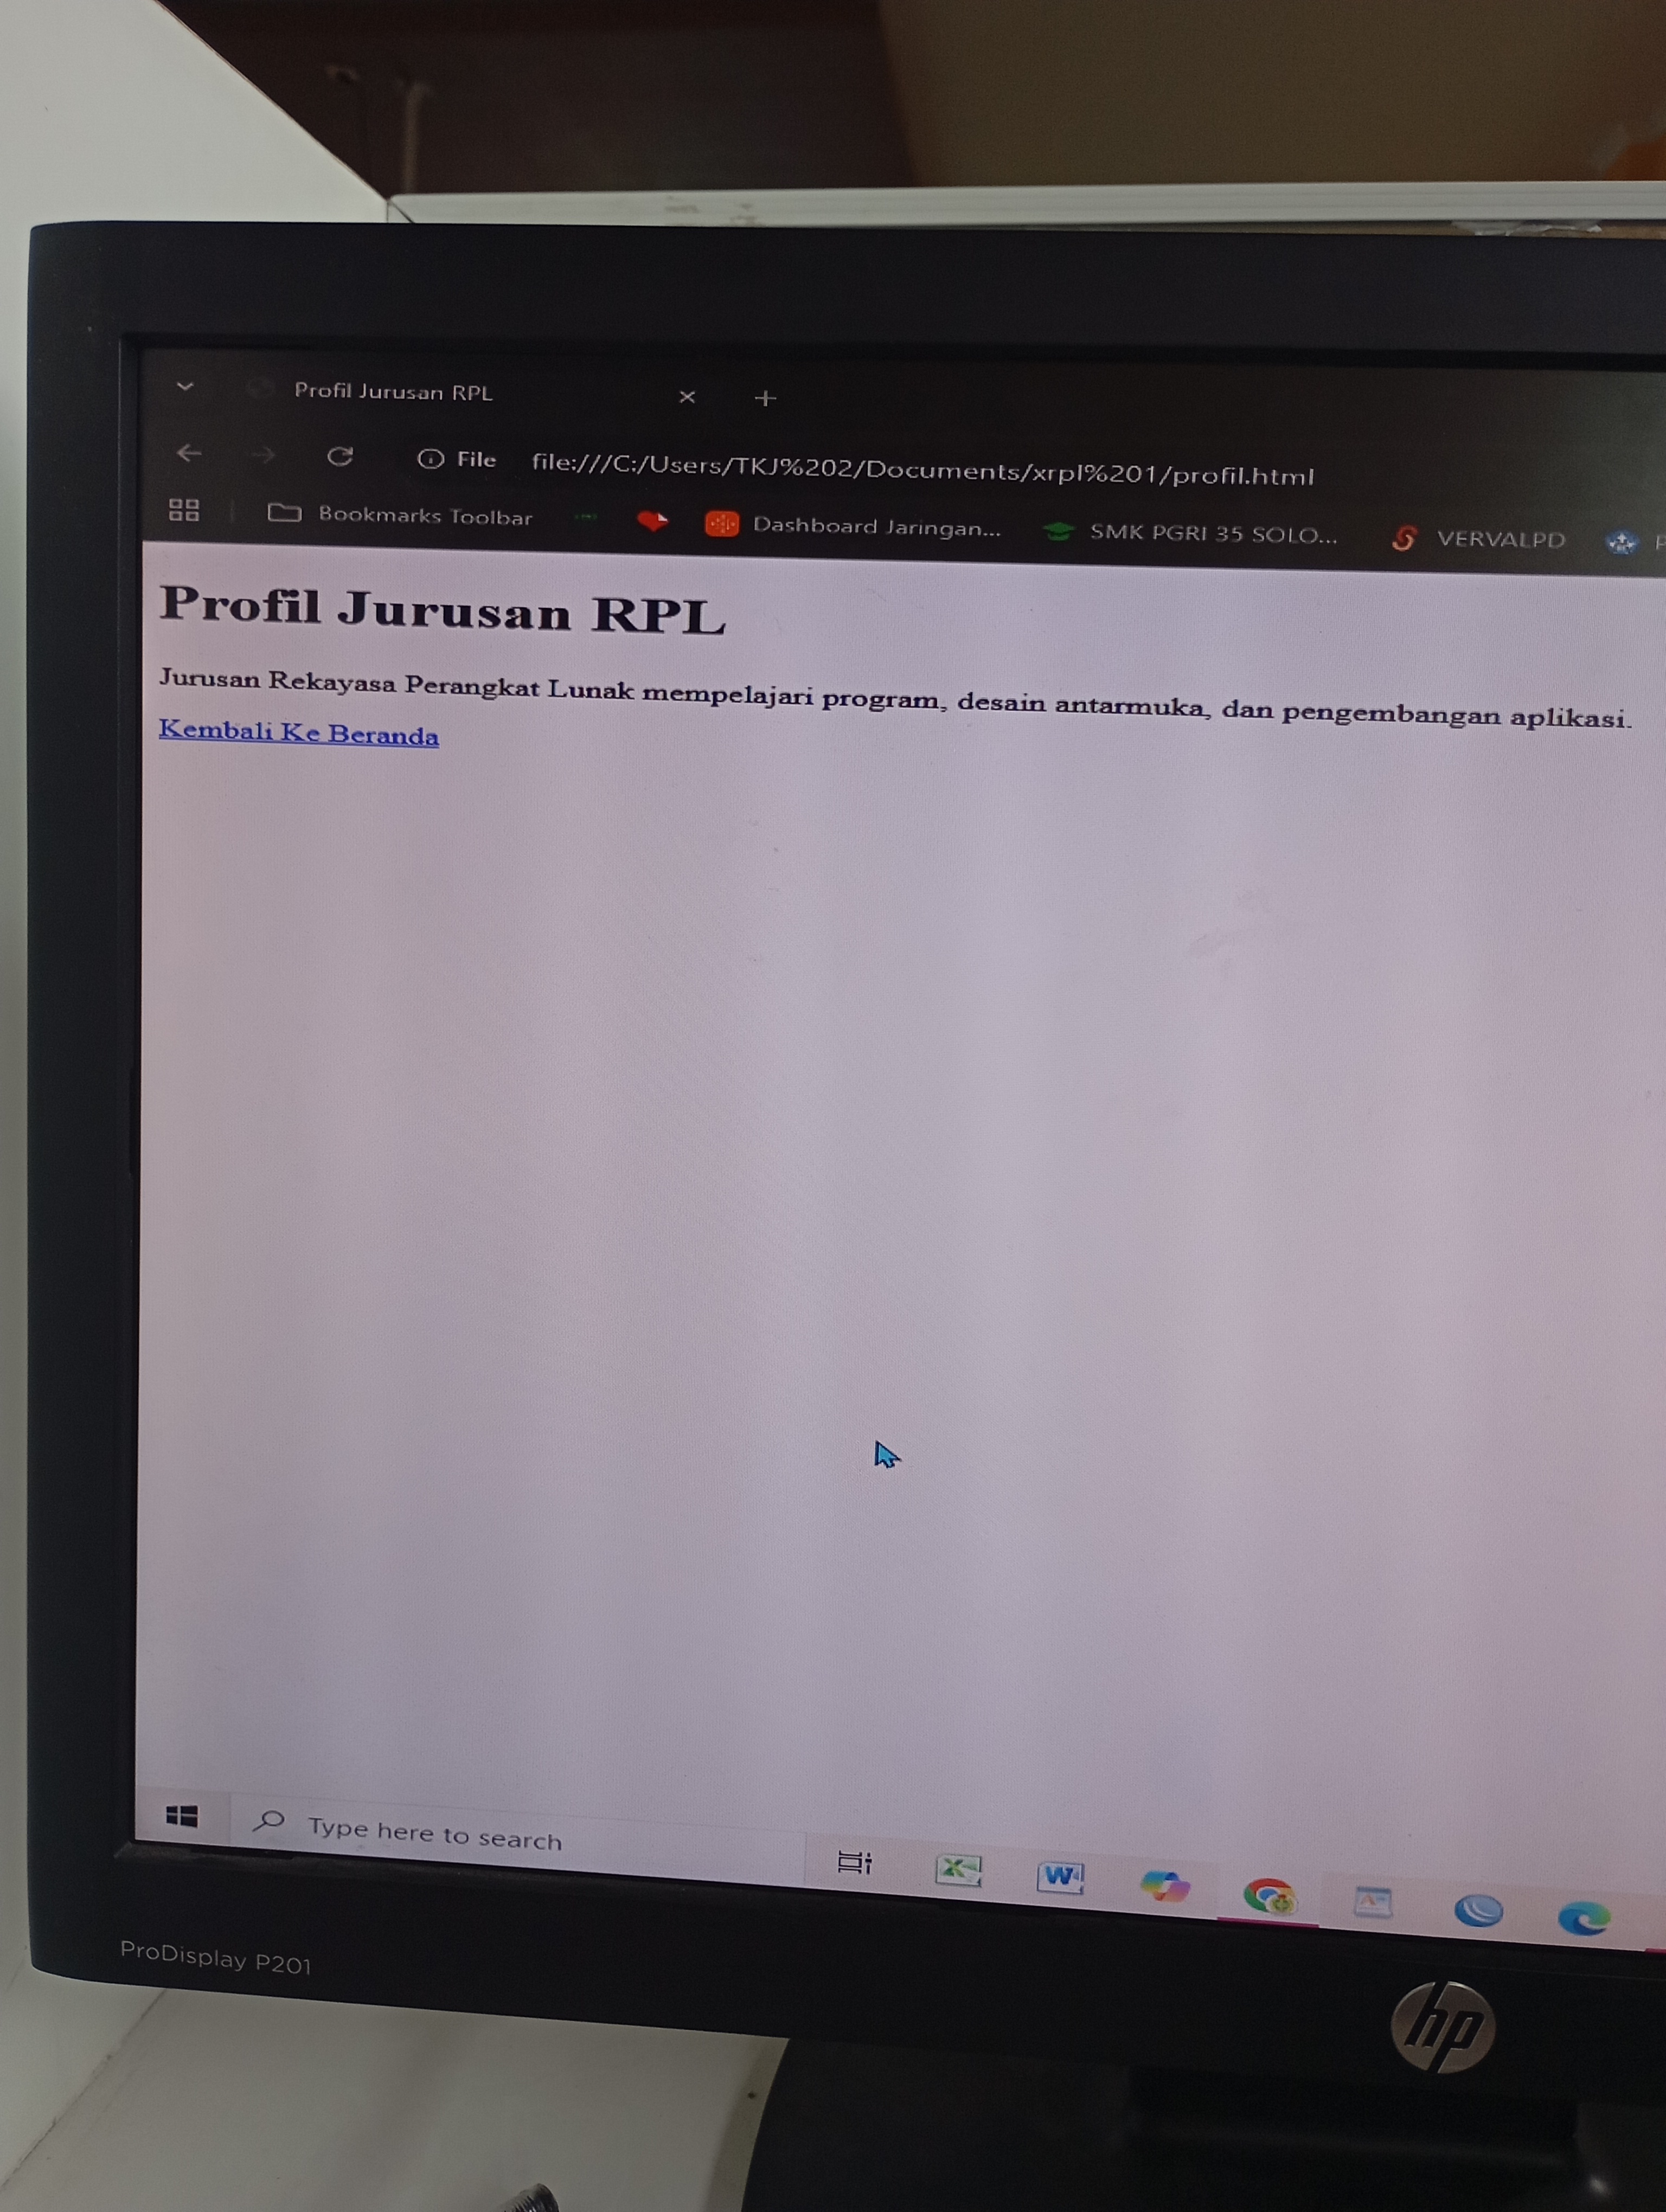 Profil Jurusan RPL
File file:///C:/Users/TKJ%202/Documents/xrpl%201/profil.html
Bookmarks Toolbar Dashboard Jaringan... SMK PGRI 35 SOLO... VERVALPD
Profil Jurusan RPL
Jurusan Rekayasa Perangkat Lunak mempelajari program, desain antarmuka, dan pengembangan aplikasi.
Kembali Ke Beranda
Type here to search
ProDisplay P201
hp